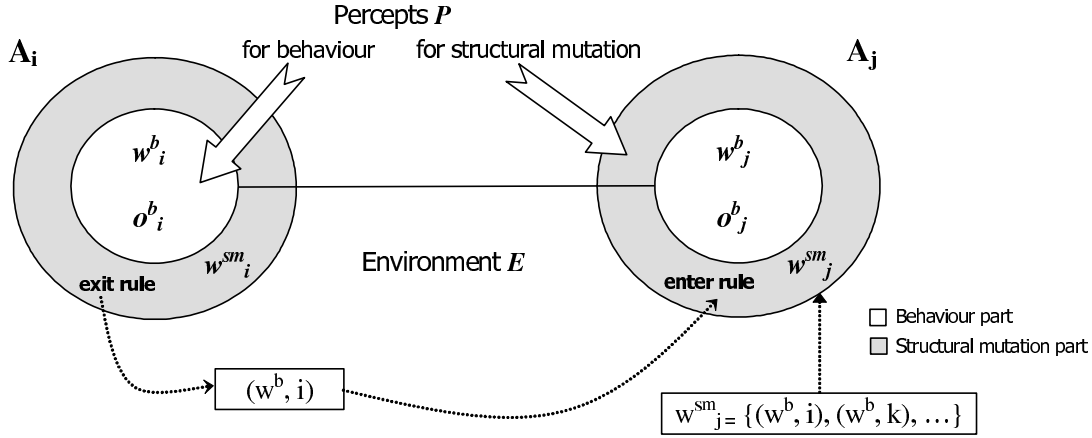 Percepts P
for behaviour for structural mutation
A_i A_j
w^b_i w^b_j
o^b_i o^b_j
w^sm_i w^sm_j
Environment E
exit rule enter rule
Behaviour part
Structural mutation part
(w^b, i)
w^sm_j= {(w^b, i), (w^b, k), …}